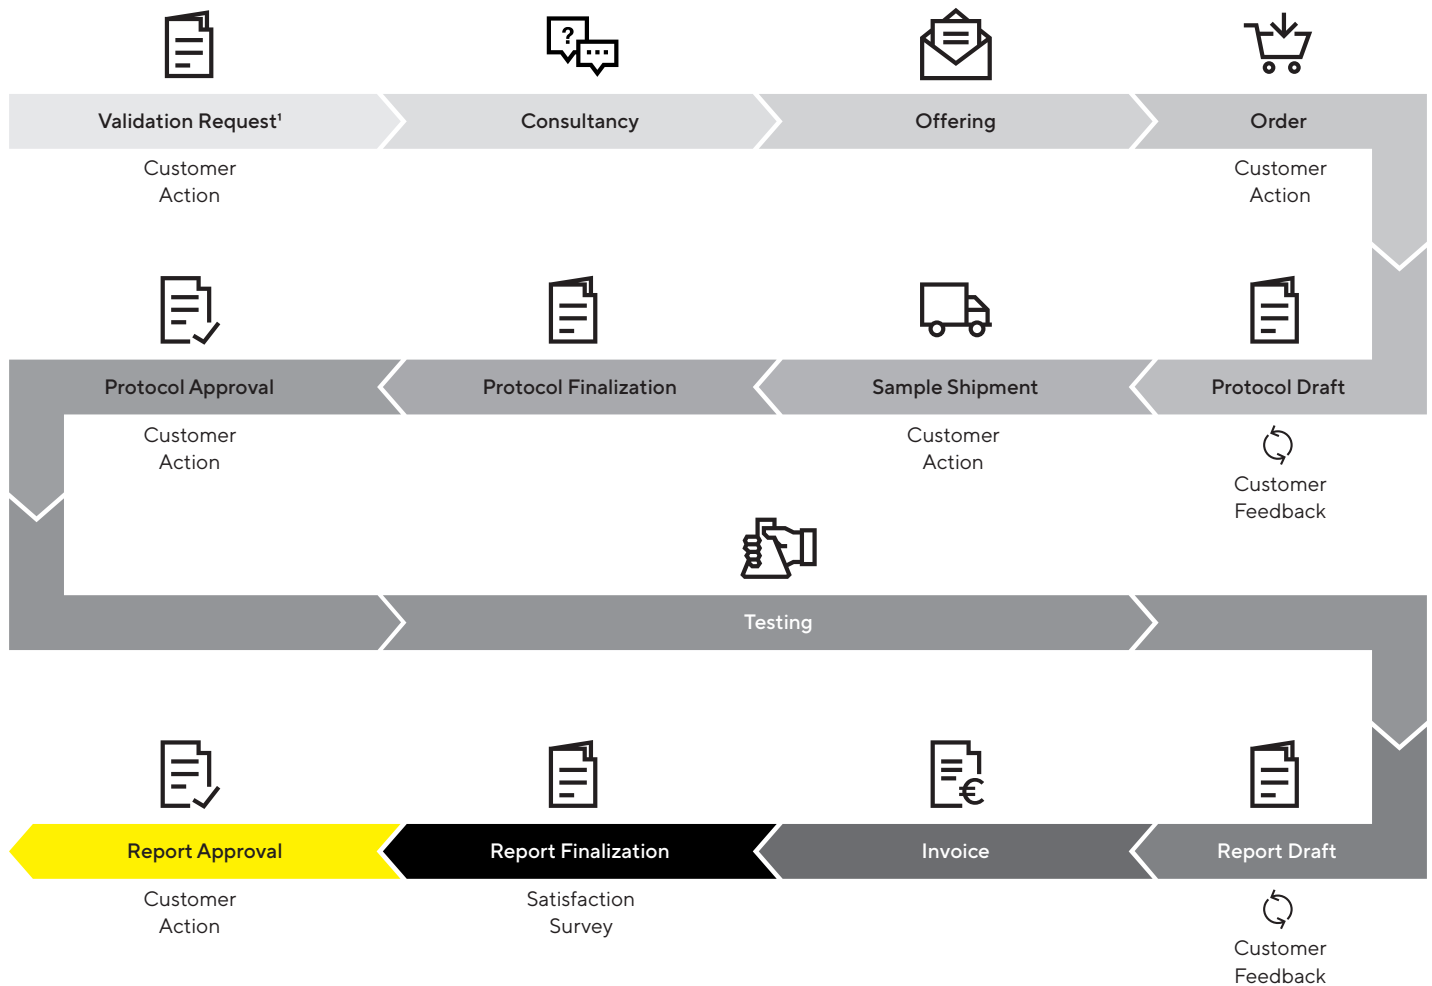 ?
Validation Request¹
Consultancy
Offering
Order
Customer
Action
Customer
Action
Protocol Approval
Protocol Finalization
Sample Shipment
Protocol Draft
Customer
Action
Customer
Action
Customer
Feedback
Testing
€
Report Approval
Report Finalization
Invoice
Report Draft
Customer
Action
Satisfaction
Survey
Customer
Feedback